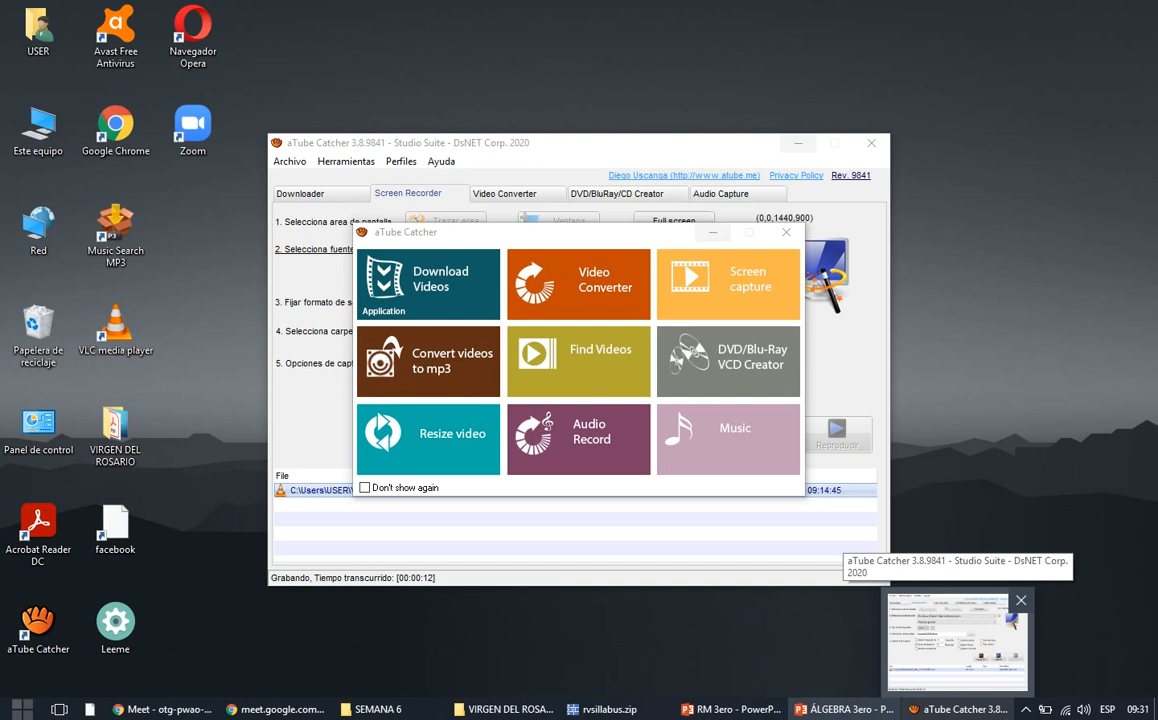 USER
Avast Free
Antivirus
Navegador
Opera
Este equipo
Google Chrome
Zoom
Red
Music Search
MP3
Papelera de
reciclaje
VLC media player
Panel de control
VIRGEN DEL
ROSARIO
Acrobat Reader
DC
facebook
aTube Catcher
Leeme
aTube Catcher 3.8.9841 - Studio Suite - DsNET Corp. 2020
Archivo Herramientas Perfiles Ayuda
Diego Uscanga (http://www.atube.me) Privacy Policy Rev. 9841
Downloader Screen Recorder Video Converter DVD/BluRay/CD Creator Audio Capture
1. Selecciona area de pantalla Trazar area Ventana Full screen (0,0,1440,900)
2. Selecciona fuente
3. Fijar formato de
4. Selecciona
5. Opciones de
aTube Catcher
Download
Videos
Application
Video
Converter
Screen
capture
Convert videos
to mp3
Find Videos
DVD/Blu-Ray
VCD Creator
Resize video
Audio
Record
Music
Don't show again
Reproducir
File
C:\Users\USER\ 09:14:45
Grabando, Tiempo transcurrido: [00:00:12]
aTube Catcher 3.8.9841 - Studio Suite - DsNET Corp.
2020
Meet - otg-pwao-... meet.google.com... SEMANA 6 VIRGEN DEL ROSA... rvsillabus.zip RM 3ero - PowerP... ÁLGEBRA 3ero - P... aTube Catcher 3.8... ESP 09:31